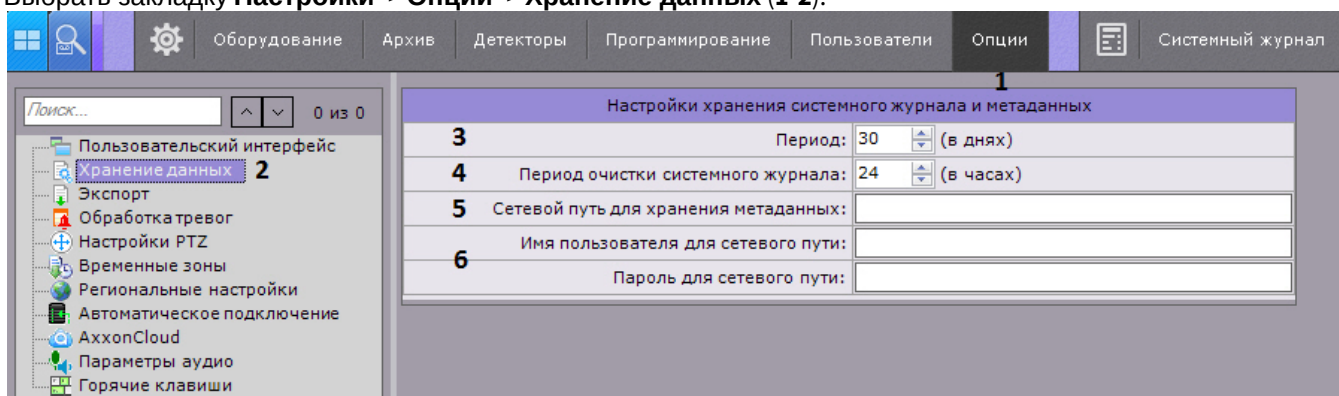 Выбрать закладку Настройки -> Опции -> Хранение данных (1-2).
Оборудование Архив Детекторы Программирование Пользователи Опции Системный журнал
1
Поиск... 0 из 0
Пользовательский интерфейс
Хранение данных 2
Экспорт
Обработка тревог
Настройки PTZ
Временные зоны
Региональные настройки
Автоматическое подключение
AxxonCloud
Параметры аудио
Горячие клавиши
Настройки хранения системного журнала и метаданных
3 Период: 30 (в днях)
4 Период очистки системного журнала: 24 (в часах)
5 Сетевой путь для хранения метаданных:
6 Имя пользователя для сетевого пути:
Пароль для сетевого пути: